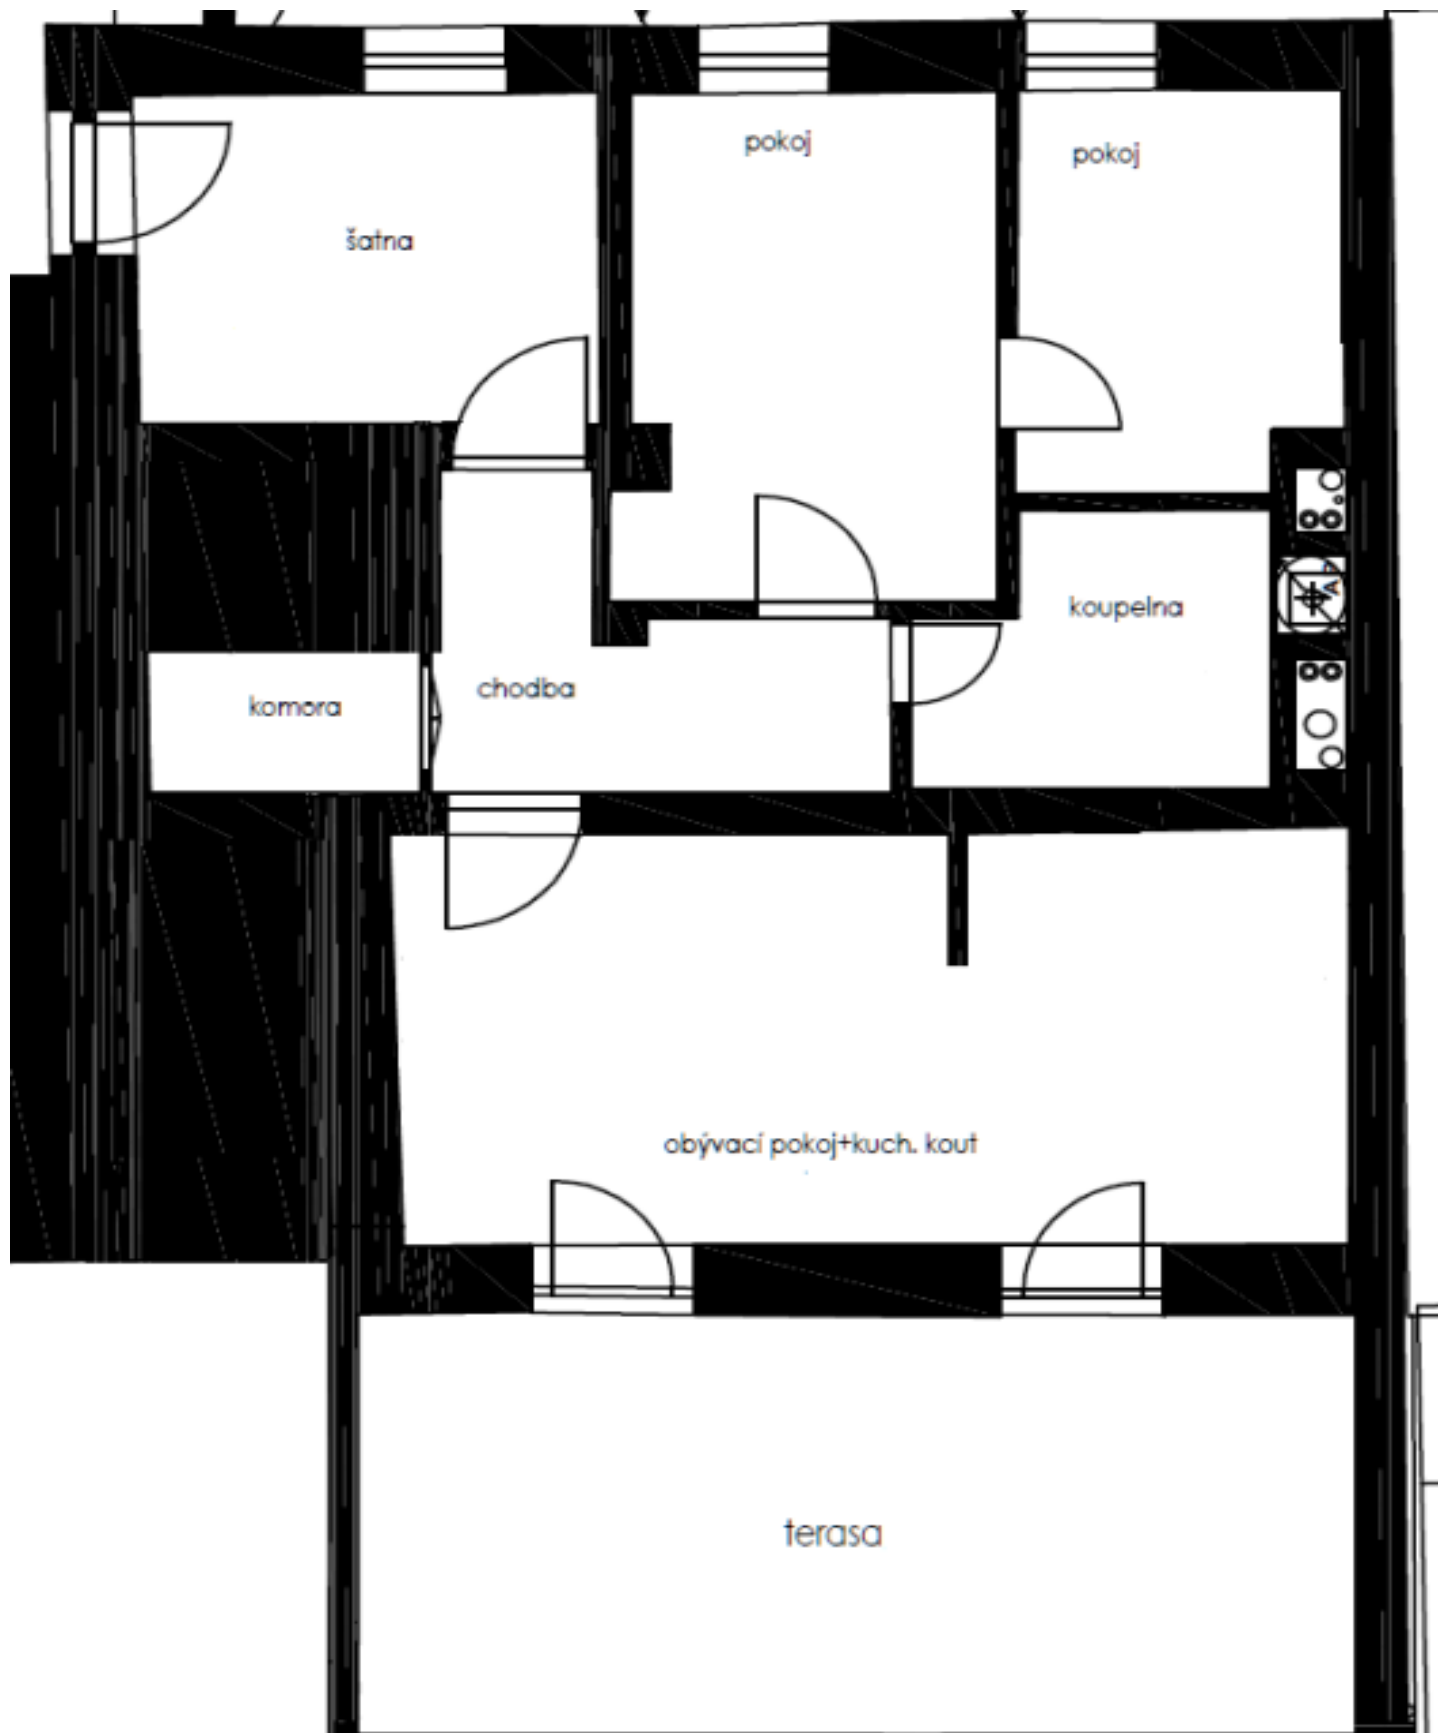 pokoj
pokoj
šatna
koupelna
chodba
komora
obývací pokoj+kuch. kout
terasa